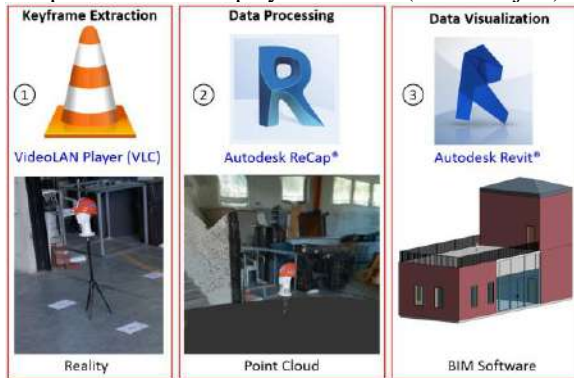 Keyframe Extraction
1
VideoLAN Player (VLC)
Reality
Data Processing
2
Autodesk ReCap®
Point Cloud
Data Visualization
3
Autodesk Revit®
BIM Software